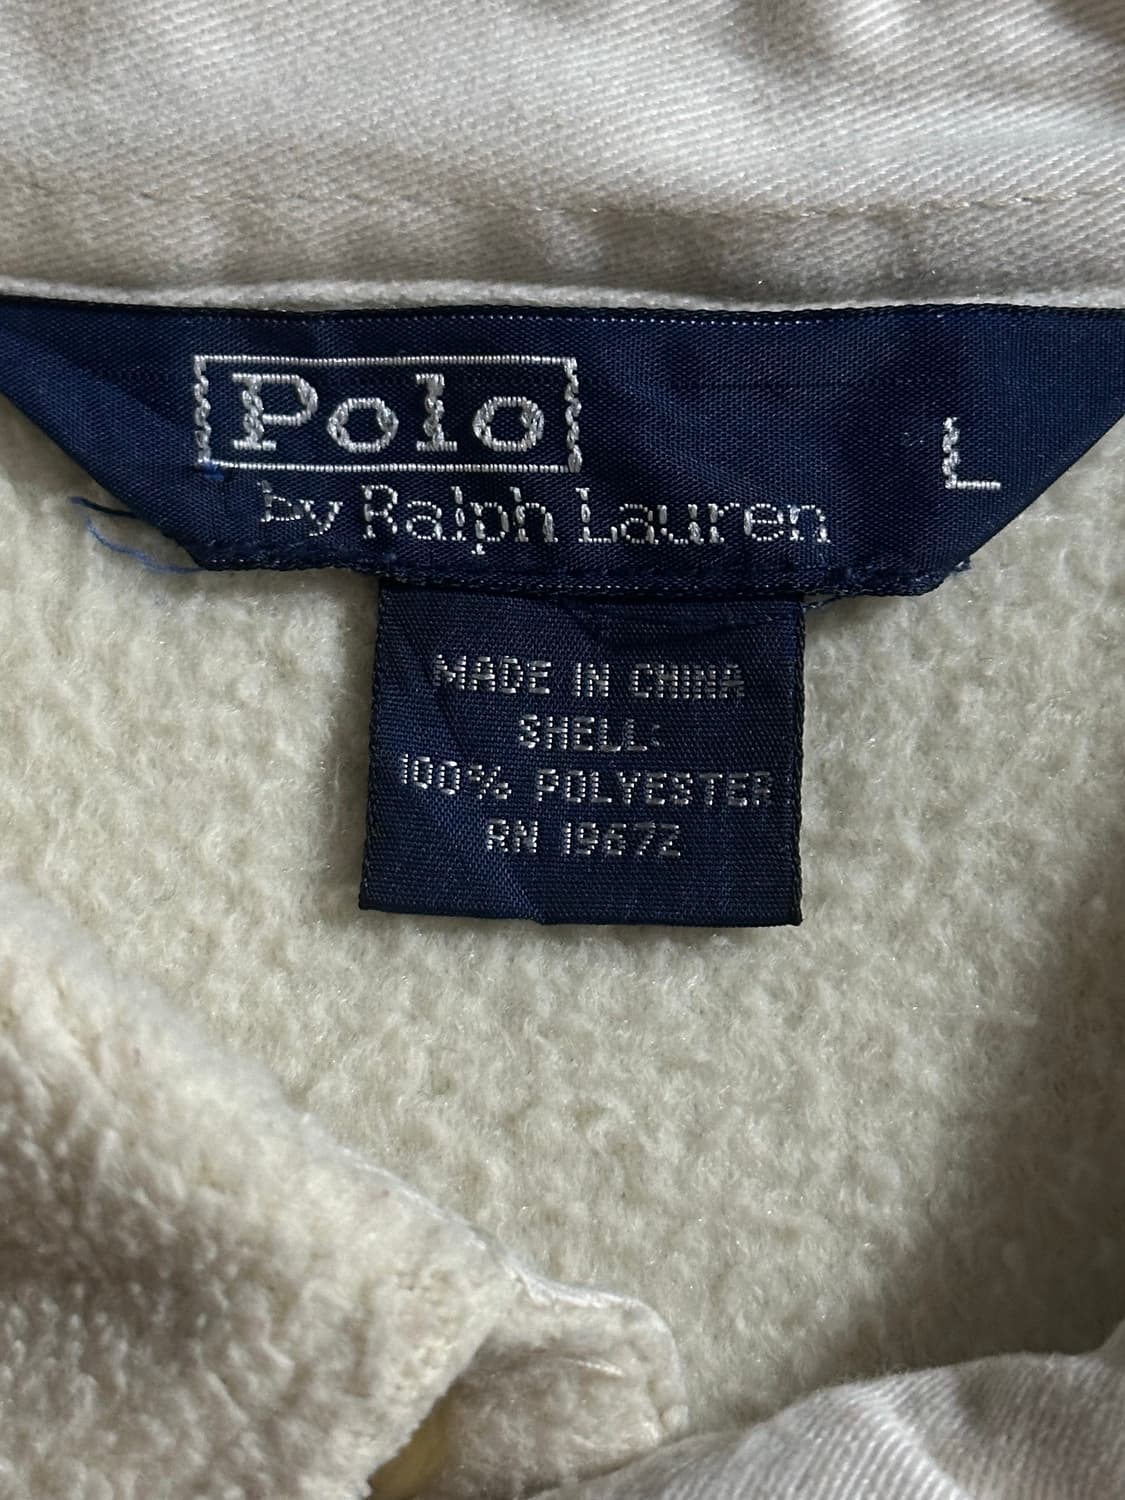 Polo
by Ralph Lauren
L
MADE IN CHINA
SHELL:
100% POLYESTER
RN 19672